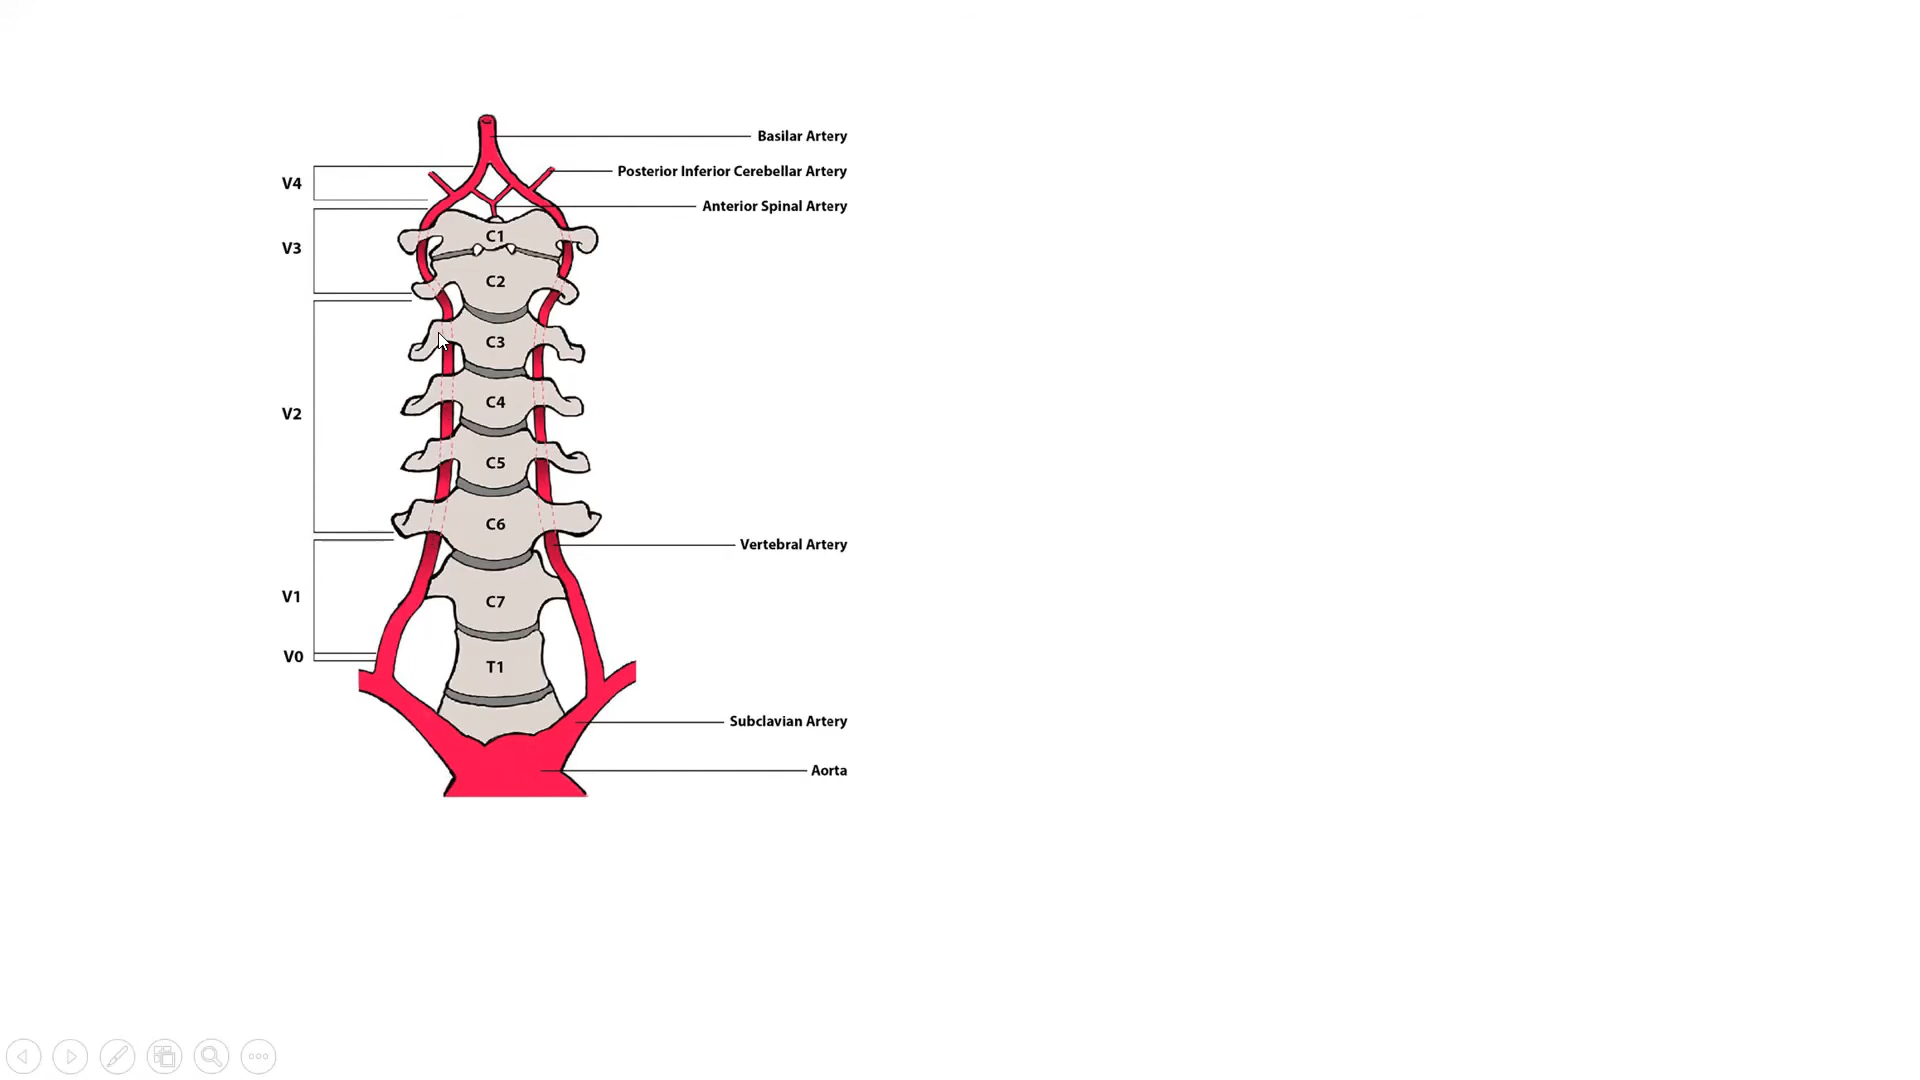 Basilar Artery
Posterior Inferior Cerebellar Artery
V4
Anterior Spinal Artery
C1
V3
C2
C3
C4
V2
C5
C6
Vertebral Artery
V1
C7
V0
T1
Subclavian Artery
Aorta